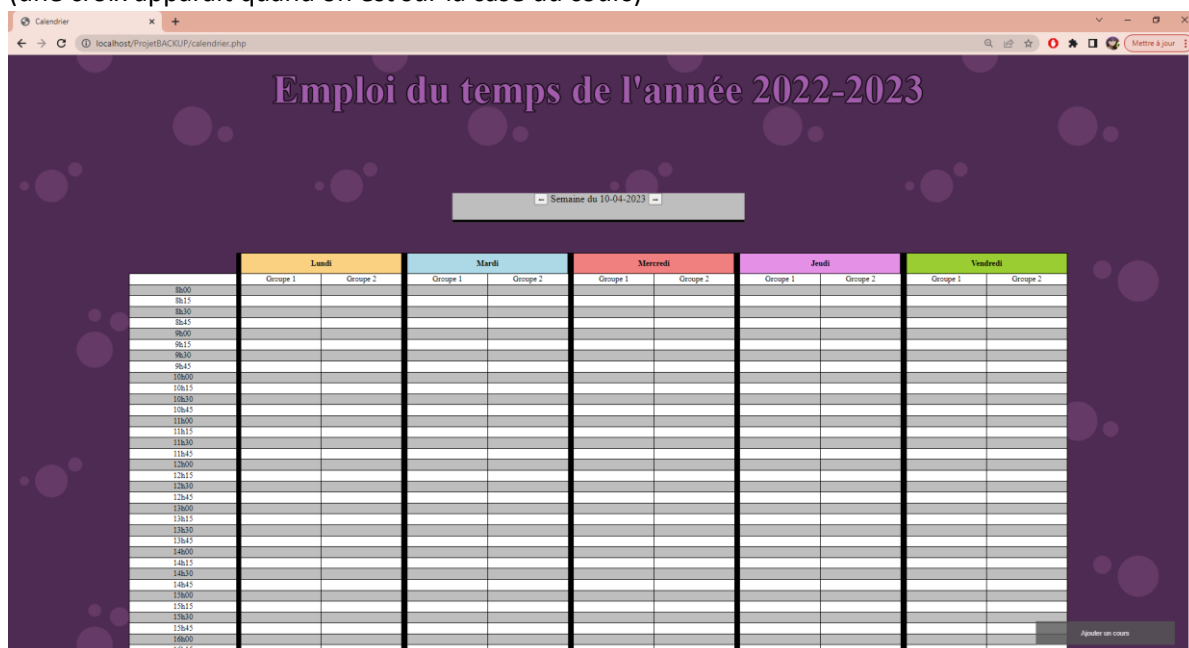 (une croix apparait quand on est sur la case du cours)
Calendrier
localhost/ProjetBACKUP/calendrier.php
Mettre à jour
Emploi du temps de l'année 2022-2023
Semaine du 10-04-2023
Lundi Mardi Mercredi Jeudi Vendredi
Groupe 1 Groupe 2 Groupe 1 Groupe 2 Groupe 1 Groupe 2 Groupe 1 Groupe 2 Groupe 1 Groupe 2
8h00
8h15
8h30
8h45
9h00
9h15
9h30
9h45
10h00
10h15
10h30
10h45
11h00
11h15
11h30
11h45
12h00
12h15
12h30
12h45
13h00
13h15
13h30
13h45
14h00
14h15
14h30
14h45
15h00
15h15
15h30
15h45
16h00
Ajouter un cours